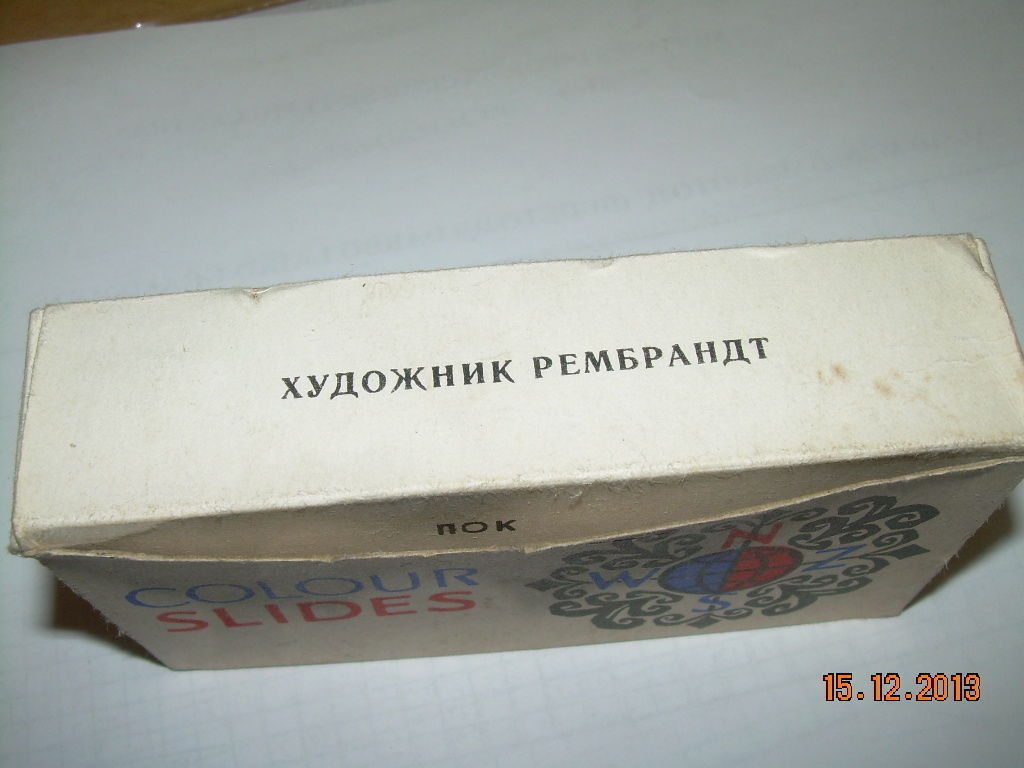 ХУДОЖНИК РЕМБРАНДТ
ПОК
COLOUR
SLIDES
N
W
Z
S
15.12.2013